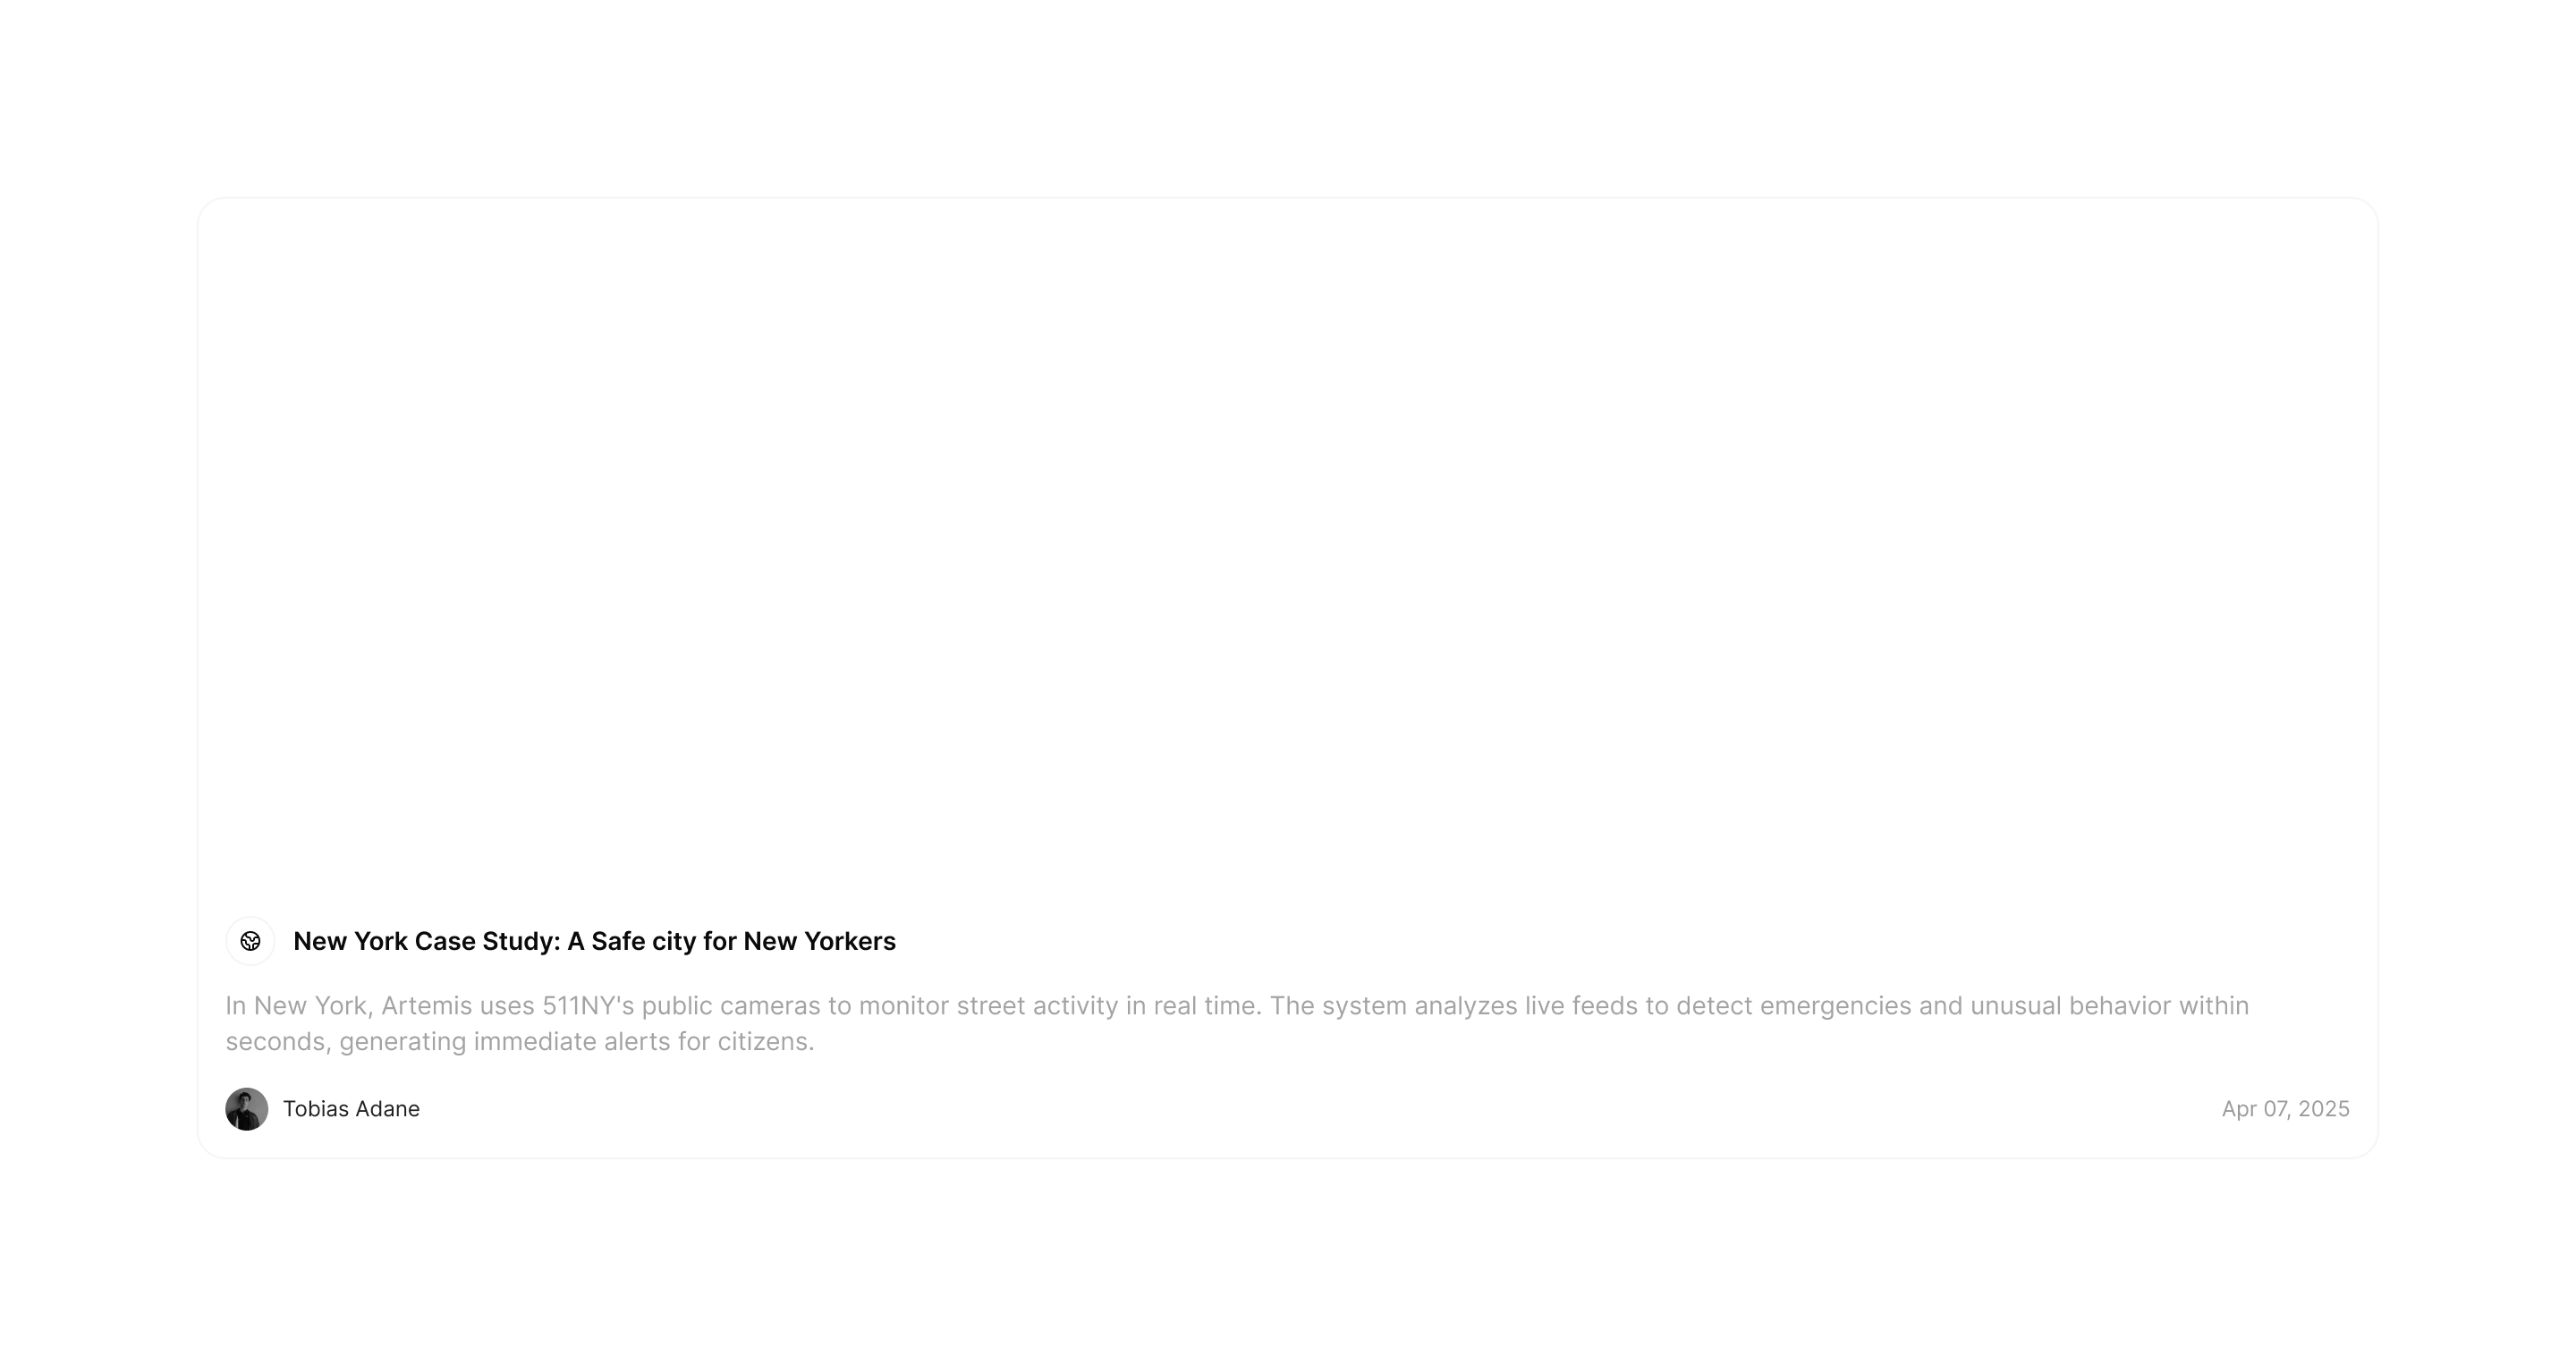 New York Case Study: A Safe city for New Yorkers
In New York, Artemis uses 511NY's public cameras to monitor street activity in real time. The system analyzes live feeds to detect emergencies and unusual behavior within
seconds, generating immediate alerts for citizens.
Tobias Adane
Apr 07, 2025